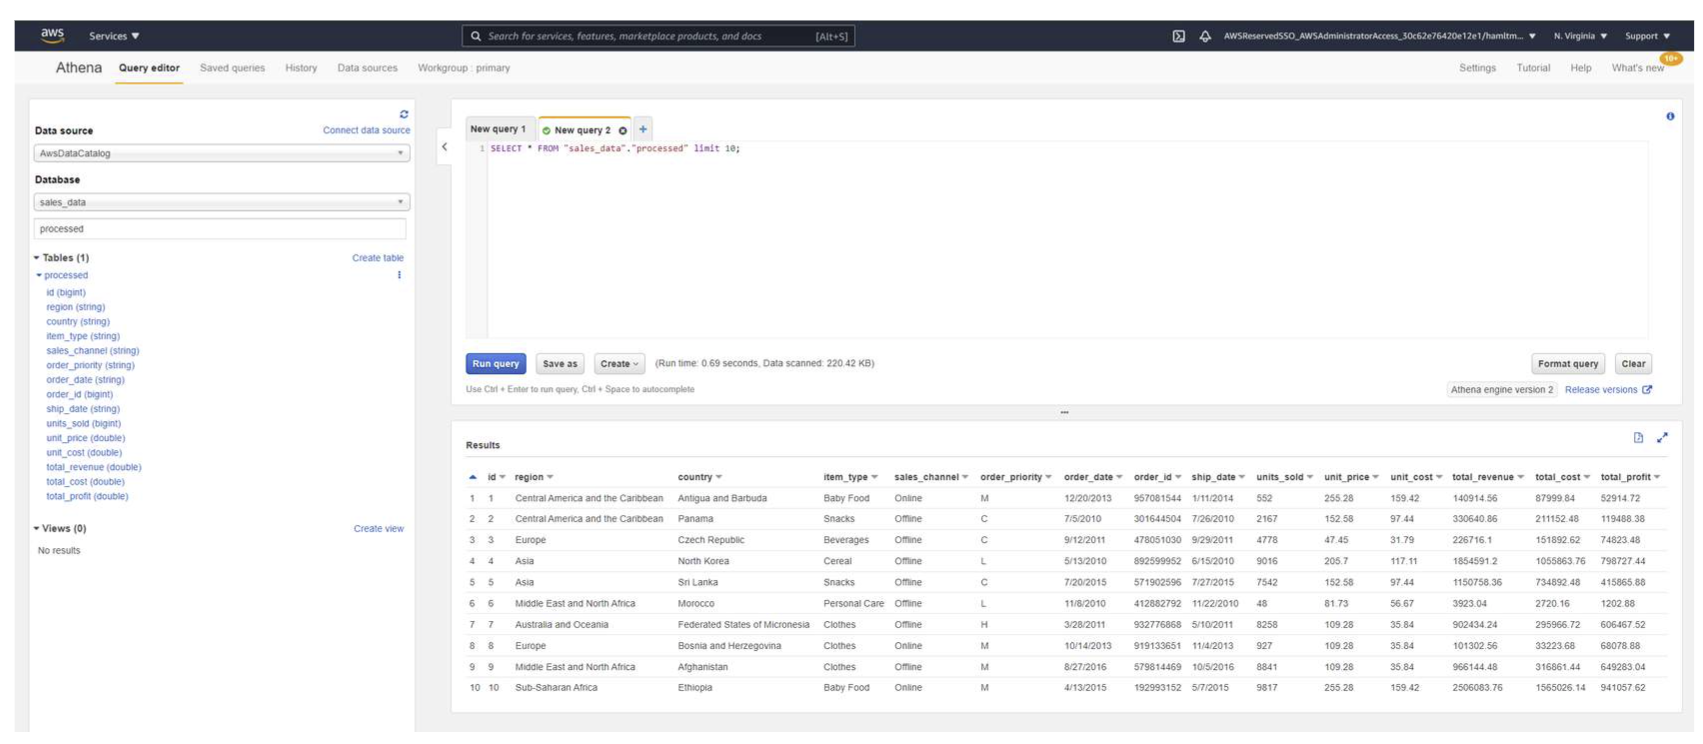 aws Services ▼ Search for services, features, marketplace products, and docs [Alt+S] AWSReservedSSO_AWSAdministratorAccess_30c62e76420e12e1/hamltm... ▼ N. Virginia ▼ Support ▼
Athena Query editor Saved queries History Data sources Workgroup : primary Settings Tutorial Help What's new 10+
Data source Connect data source
AwsDataCatalog
Database
sales_data
processed
Tables (1) Create table
processed
id (bigint)
region (string)
country (string)
item_type (string)
sales_channel (string)
order_priority (string)
order_date (string)
order_id (bigint)
ship_date (string)
units_sold (bigint)
unit_price (double)
unit_cost (double)
total_revenue (double)
total_cost (double)
total_profit (double)
Views (0) Create view
No results
New query 1 New query 2 +
1 SELECT * FROM "sales_data"."processed" limit 10;
Run query Save as Create (Run time: 0.69 seconds, Data scanned: 220.42 KB) Format query Clear
Use Ctrl + Enter to run query, Ctrl + Space to autocomplete Athena engine version 2 Release versions
Results
id region country item_type sales_channel order_priority order_date order_id ship_date units_sold unit_price unit_cost total_revenue total_cost total_profit
1 1 Central America and the Caribbean Antigua and Barbuda Baby Food Online M 12/20/2013 957081544 1/11/2014 552 255.28 159.42 140914.56 87999.84 52914.72
2 2 Central America and the Caribbean Panama Snacks Offline C 7/5/2010 301644504 7/26/2010 2167 152.58 97.44 330640.86 211152.48 119488.38
3 3 Europe Czech Republic Beverages Offline C 9/12/2011 478051030 9/29/2011 4778 47.45 31.79 226716.1 151892.62 74823.48
4 4 Asia North Korea Cereal Offline L 5/13/2010 892599952 6/15/2010 9016 205.7 117.11 1854591.2 1055863.76 798727.44
5 5 Asia Sri Lanka Snacks Offline C 7/20/2015 571902596 7/27/2015 7542 152.58 97.44 1150758.36 734892.48 415865.88
6 6 Middle East and North Africa Morocco Personal Care Offline L 11/8/2010 412882792 11/22/2010 48 81.73 56.67 3923.04 2720.16 1202.88
7 7 Australia and Oceania Federated States of Micronesia Clothes Offline H 3/28/2011 932776868 5/10/2011 8258 109.28 35.84 902434.24 295966.72 606467.52
8 8 Europe Bosnia and Herzegovina Clothes Online M 10/14/2013 919133651 11/4/2013 927 109.28 35.84 101302.56 33223.68 68078.88
9 9 Middle East and North Africa Afghanistan Clothes Offline M 8/27/2016 579814469 10/5/2016 8841 109.28 35.84 966144.48 316861.44 649283.04
10 10 Sub-Saharan Africa Ethiopia Baby Food Online M 4/13/2015 192993152 5/7/2015 9817 255.28 159.42 2506083.76 1565026.14 941057.62